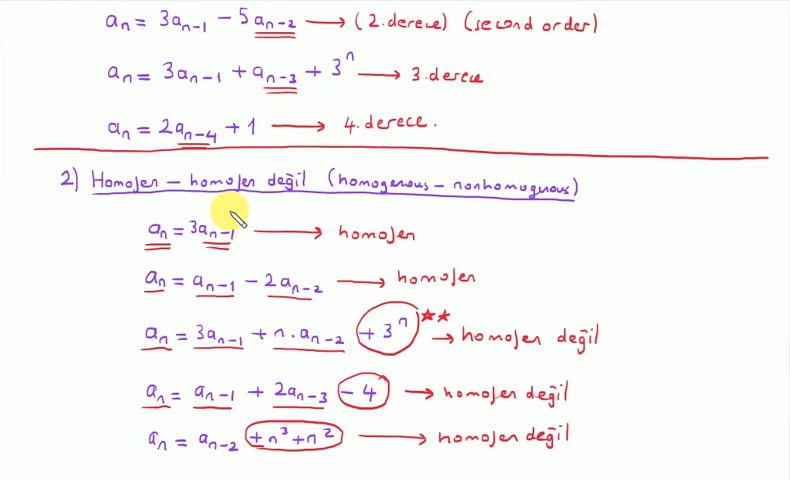 aₙ = 3aₙ₋₁ − 5aₙ₋₂ → (2.derece) (second order)
aₙ = 3aₙ₋₁ + aₙ₋₃ + 3ⁿ → 3.derece
aₙ = 2aₙ₋₄ + 1 → 4.derece.
2) Homojen – homojen değil (homogenous – nonhomogenous)
aₙ = 3aₙ₋₁ → homojen
aₙ = aₙ₋₁ − 2aₙ₋₂ → homojen
aₙ = 3aₙ₋₁ + n.aₙ₋₂ + 3ⁿ ★★ → homojen değil
aₙ = aₙ₋₁ + 2aₙ₋₃ − 4 → homojen değil
aₙ = aₙ₋₂ + n³ + n² → homojen değil